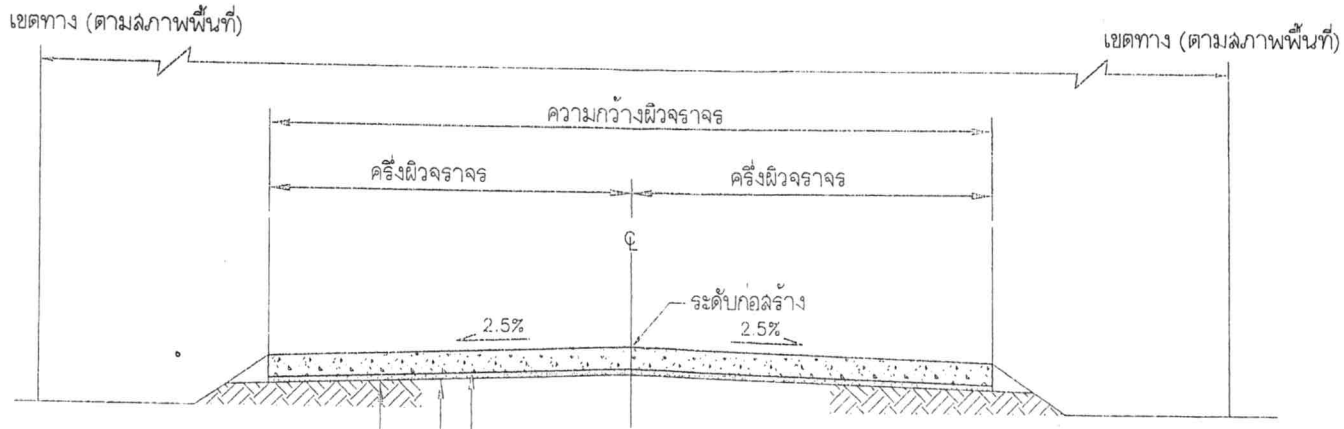 เขตทาง (ตามสภาพพื้นที่)
เขตทาง (ตามสภาพพื้นที่)
ความกว้างผิวจราจร
ครึ่งผิวจราจร
ครึ่งผิวจราจร
℄
ระดับก่อสร้าง
2.5%
2.5%